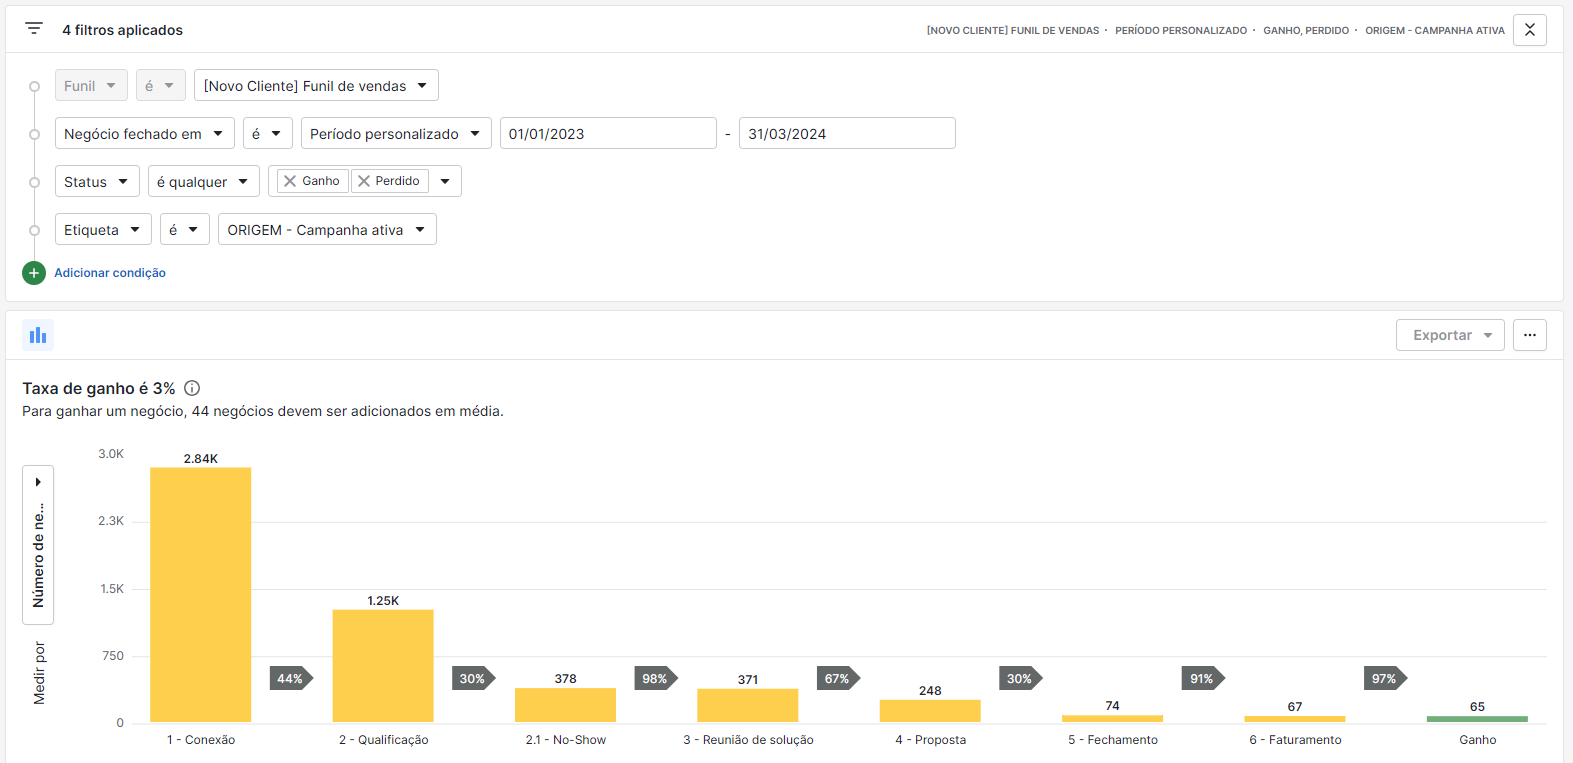 4 filtros aplicados
[NOVO CLIENTE] FUNIL DE VENDAS · PERÍODO PERSONALIZADO · GANHO, PERDIDO · ORIGEM - CAMPANHA ATIVA
Funil é [Novo Cliente] Funil de vendas
Negócio fechado em é Período personalizado 01/01/2023 - 31/03/2024
Status é qualquer Ganho Perdido
Etiqueta é ORIGEM - Campanha ativa
Adicionar condição
Exportar ...
Taxa de ganho é 3%
Para ganhar um negócio, 44 negócios devem ser adicionados em média.
Medir por Número de ne...
3.0K
2.3K
1.5K
750
0
2.84K
1.25K
378
371
248
74
67
65
44%
30%
98%
67%
30%
91%
97%
1 - Conexão
2 - Qualificação
2.1 - No-Show
3 - Reunião de solução
4 - Proposta
5 - Fechamento
6 - Faturamento
Ganho